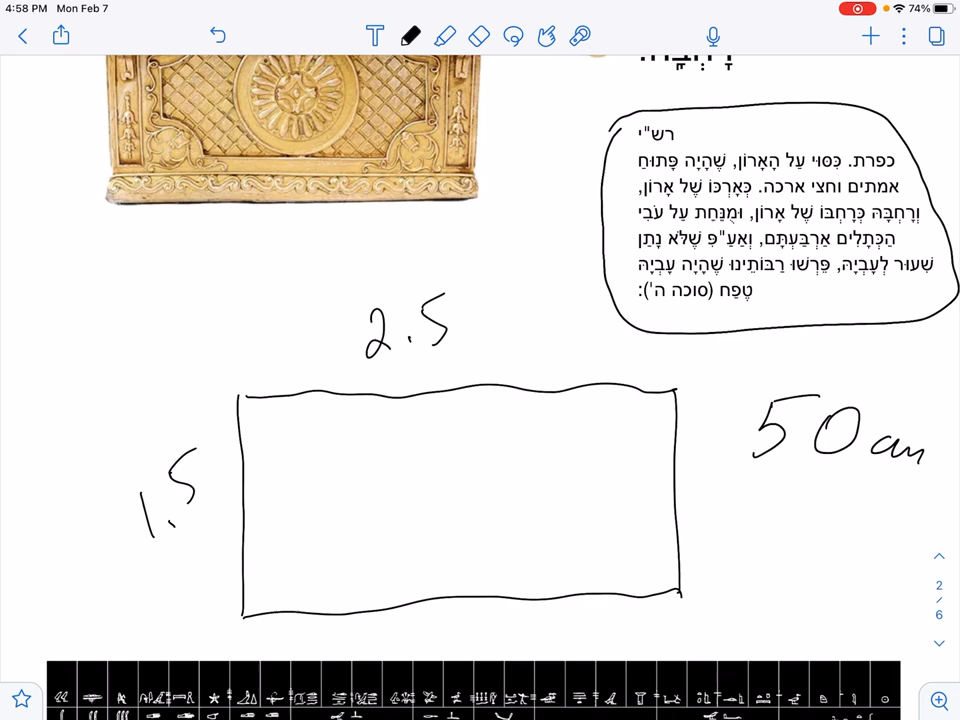 4:58 PM Mon Feb 7
74%
רָחְבָּהּ׃
רש"י
כפרת. כִּסּוּי עַל הָאָרוֹן, שֶׁהָיָה פָּתוּחַ
אמתים וחצי ארכה. כְּאָרְכּוֹ שֶׁל אָרוֹן,
וְרָחְבָּהּ כְּרָחְבּוֹ שֶׁל אָרוֹן, וּמֻנַּחַת עַל עֹבִי
הַכְּתָלִים אַרְבַּעְתָּם, וְאַעַ"פִּ שֶׁלֹּא נָתַן
שִׁעוּר לְעָבְיָהּ, פֵּרְשׁוּ רַבּוֹתֵינוּ שֶׁהָיָה עָבְיָהּ
טֶפַח (סוכה ה'):
2.5
1.5
50 cm
2
/
6